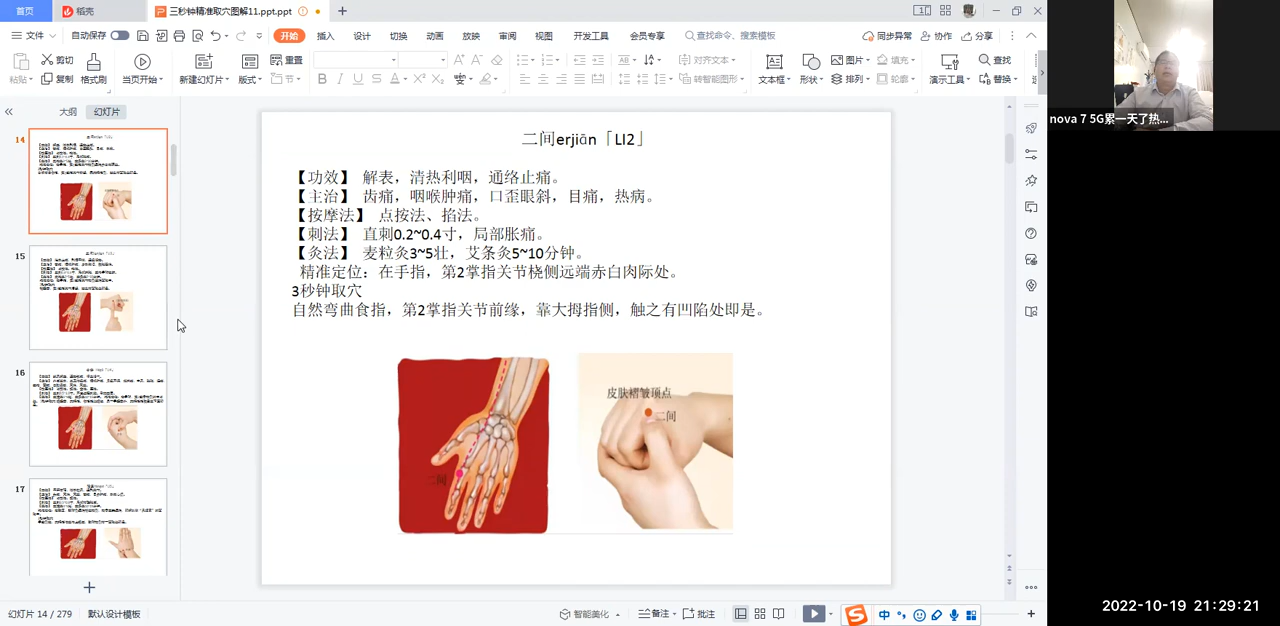 首页
稻壳
三秒钟精准取穴图解11.ppt.ppt
文件
自动保存
开始
插入
设计
切换
动画
放映
审阅
视图
开发工具
会员专享
查找命令、搜索模板
同步异常
协作
分享
粘贴
剪切
复制
格式刷
当页开始
新建幻灯片
版式
重置
节
B I U S A X² X₂
对齐文本
转智能图形
文本框
形状
图片
排列
填充
轮廓
演示工具
查找
替换
大纲
幻灯片
14
15
16
17
二间erjiān「LI2」
【功效】 解表，清热利咽，通络止痛。
【主治】 齿痛，咽喉肿痛，口歪眼斜，目痛，热病。
【按摩法】 点按法、掐法。
【刺法】 直刺0.2~0.4寸，局部胀痛。
【灸法】 麦粒灸3~5壮，艾条灸5~10分钟。
精准定位：在手指，第2掌指关节桡侧远端赤白肉际处。
3秒钟取穴
自然弯曲食指，第2掌指关节前缘，靠大拇指侧，触之有凹陷处即是。
二间
皮肤褶皱顶点
二间
幻灯片 14 / 279
默认设计模板
智能美化
备注
批注
中
nova 7 5G累一天了热...
2022-10-19 21:29:21